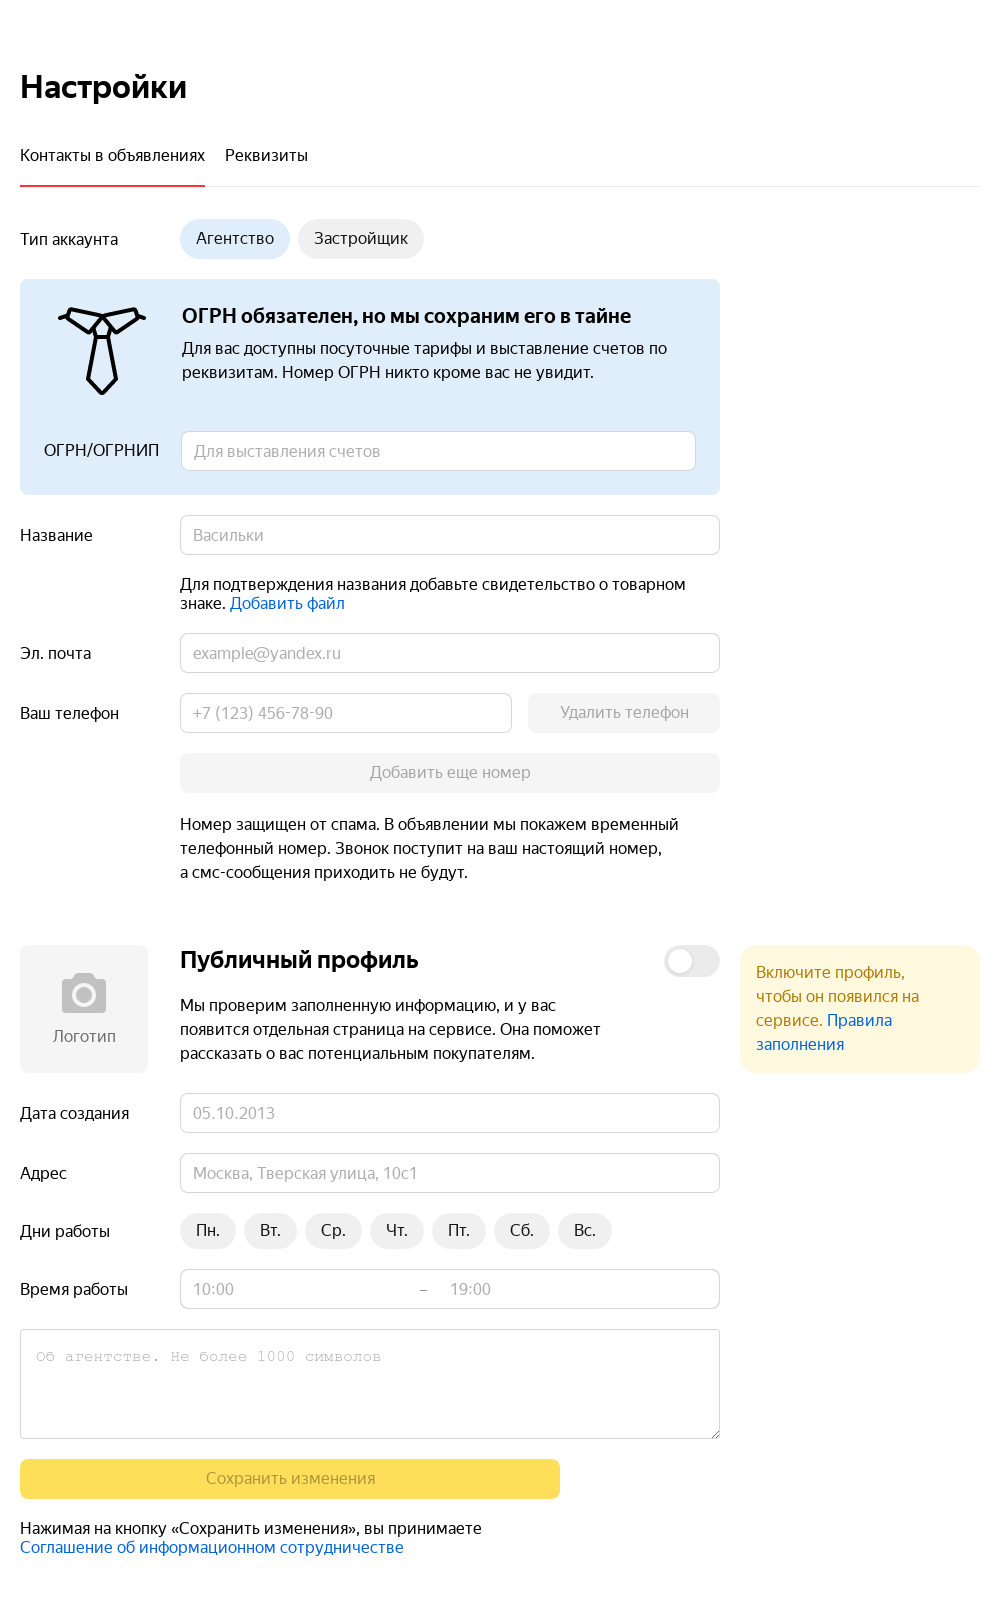 Настройки
Контакты в объявлениях Реквизиты
Тип аккаунта Агентство Застройщик
ОГРН обязателен, но мы сохраним его в тайне
Для вас доступны посуточные тарифы и выставление счетов по
реквизитам. Номер ОГРН никто кроме вас не увидит.
ОГРН/ОГРНИП Для выставления счетов
Название Васильки
Для подтверждения названия добавьте свидетельство о товарном
знаке. Добавить файл
Эл. почта example@yandex.ru
Ваш телефон +7 (123) 456-78-90 Удалить телефон
Добавить еще номер
Номер защищен от спама. В объявлении мы покажем временный
телефонный номер. Звонок поступит на ваш настоящий номер,
а смс-сообщения приходить не будут.
Логотип
Публичный профиль
Мы проверим заполненную информацию, и у вас
появится отдельная страница на сервисе. Она поможет
рассказать о вас потенциальным покупателям.
Включите профиль,
чтобы он появился на
сервисе. Правила
заполнения
Дата создания 05.10.2013
Адрес Москва, Тверская улица, 10с1
Дни работы Пн. Вт. Ср. Чт. Пт. Сб. Вс.
Время работы 10:00 – 19:00
Об агентстве. Не более 1000 символов
Сохранить изменения
Нажимая на кнопку «Сохранить изменения», вы принимаете
Соглашение об информационном сотрудничестве